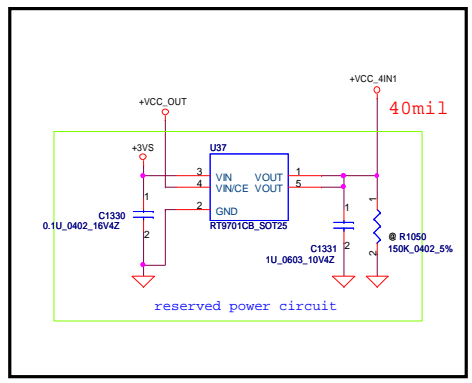 +VCC_4IN1
40mil
+VCC_OUT
+3VS
U37
3 VIN VOUT 1
4 VIN/CE VOUT 5
2 GND
RT9701CB_SOT25
1
C1330
0.1U_0402_16V4Z
2
1
C1331
1U_0603_10V4Z
2
1
@ R1050
150K_0402_5%
2
reserved power circuit